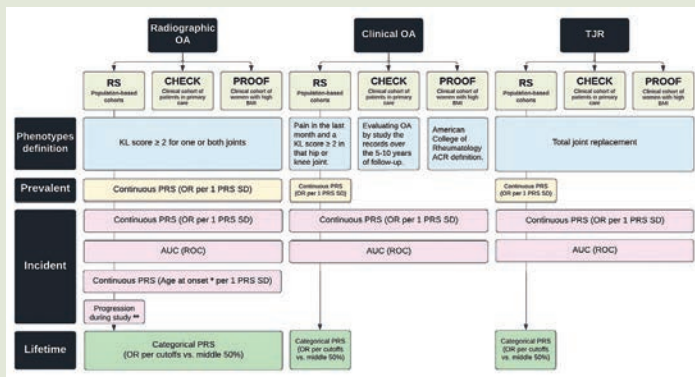 Radiographic
OA
Clinical OA
TJR
RS
Population-based
cohorts
CHECK
Clinical cohort of
patients in primary
care
PROOF
Clinical cohort of
women with high
BMI
RS
Population-based
cohorts
CHECK
Clinical cohort of
patients in primary
care
PROOF
Clinical cohort of
women with high
BMI
RS
Population-based
cohorts
CHECK
Clinical cohort of
patients in primary
care
PROOF
Clinical cohort of
women with high
BMI
Phenotypes
definition
KL score ≥ 2 for one or both joints
Pain in the last
month and a
KL score ≥ 2 in
that hip or
knee joint.
Evaluating OA
by study the
records over
the 5-10 years
of follow-up.
American
College of
Rheumatology
ACR definition.
Total joint replacement
Prevalent
Continuous PRS (OR per 1 PRS SD)
Continuous PRS
(OR per 1 PRS SD)
Continuous PRS
(OR per 1 PRS SD)
Incident
Continuous PRS (OR per 1 PRS SD)
Continuous PRS (OR per 1 PRS SD)
Continuous PRS (OR per 1 PRS SD)
AUC (ROC)
AUC (ROC)
AUC (ROC)
Continuous PRS (Age at onset * per 1 PRS SD)
Progression
during study **
Lifetime
Categorical PRS
(OR per cutoffs vs. middle 50%)
Categorical PRS
(OR per cutoffs
vs. middle 50%)
Categorical PRS
(OR per cutoffs
vs. middle 50%)